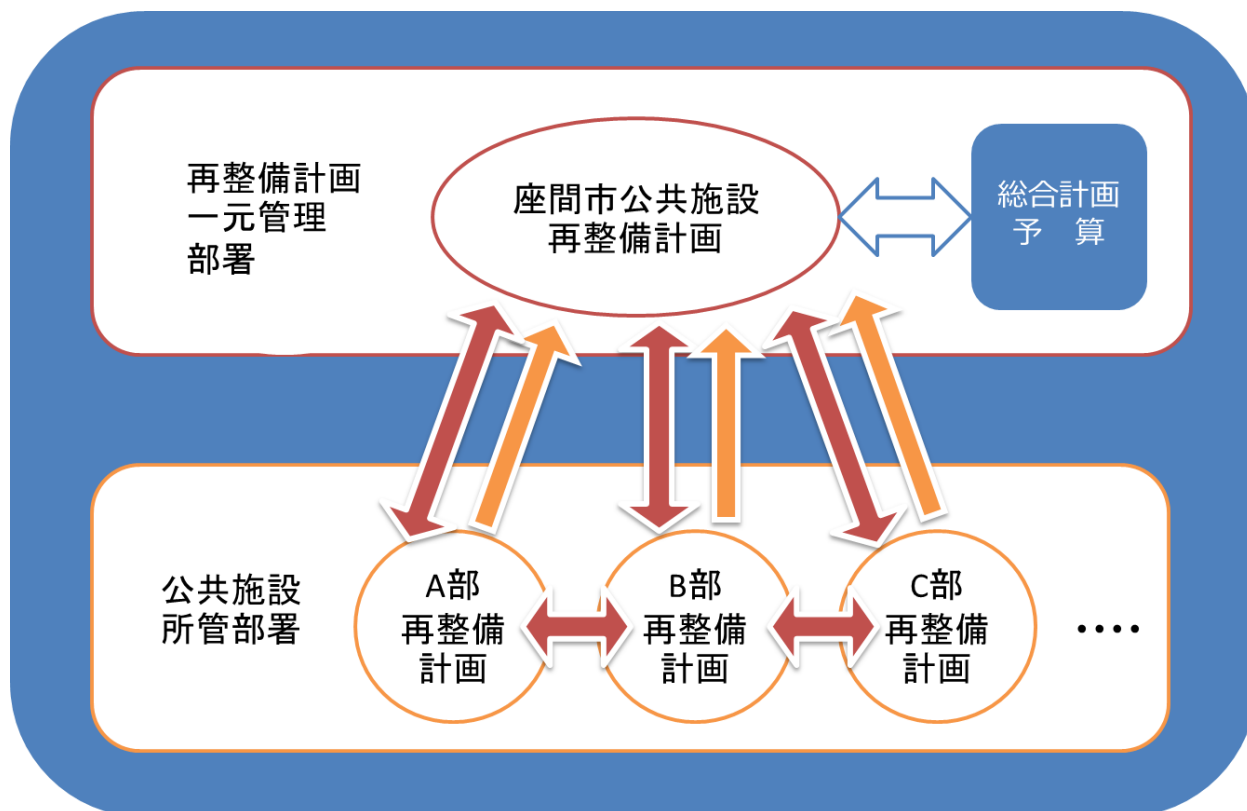 再整備計画
一元管理
部署
座間市公共施設
再整備計画
総合計画
予　算
公共施設
所管部署
A部
再整備
計画
B部
再整備
計画
C部
再整備
計画
‥‥